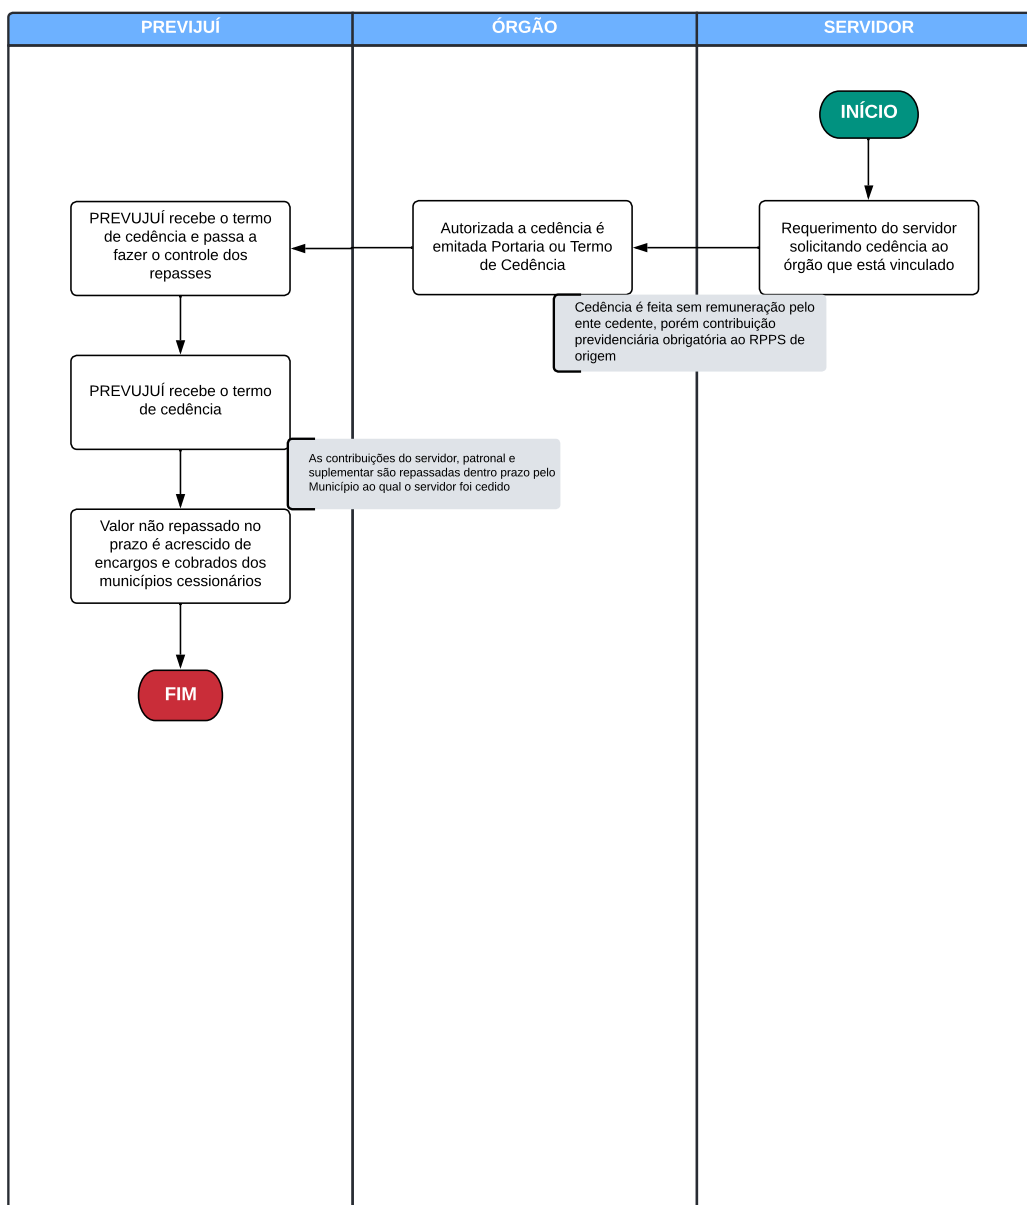 PREVIJUÍ
ÓRGÃO
SERVIDOR
INÍCIO
Requerimento do servidor
solicitando cedência ao
órgão que está vinculado
Autorizada a cedência é
emitada Portaria ou Termo
de Cedência
Cedência é feita sem remuneração pelo
ente cedente, porém contribuição
previdenciária obrigatória ao RPPS de
origem
PREVUJUÍ recebe o termo
de cedência e passa a
fazer o controle dos
repasses
PREVUJUÍ recebe o termo
de cedência
As contribuições do servidor, patronal e
suplementar são repassadas dentro prazo pelo
Município ao qual o servidor foi cedido
Valor não repassado no
prazo é acrescido de
encargos e cobrados dos
municípios cessionários
FIM